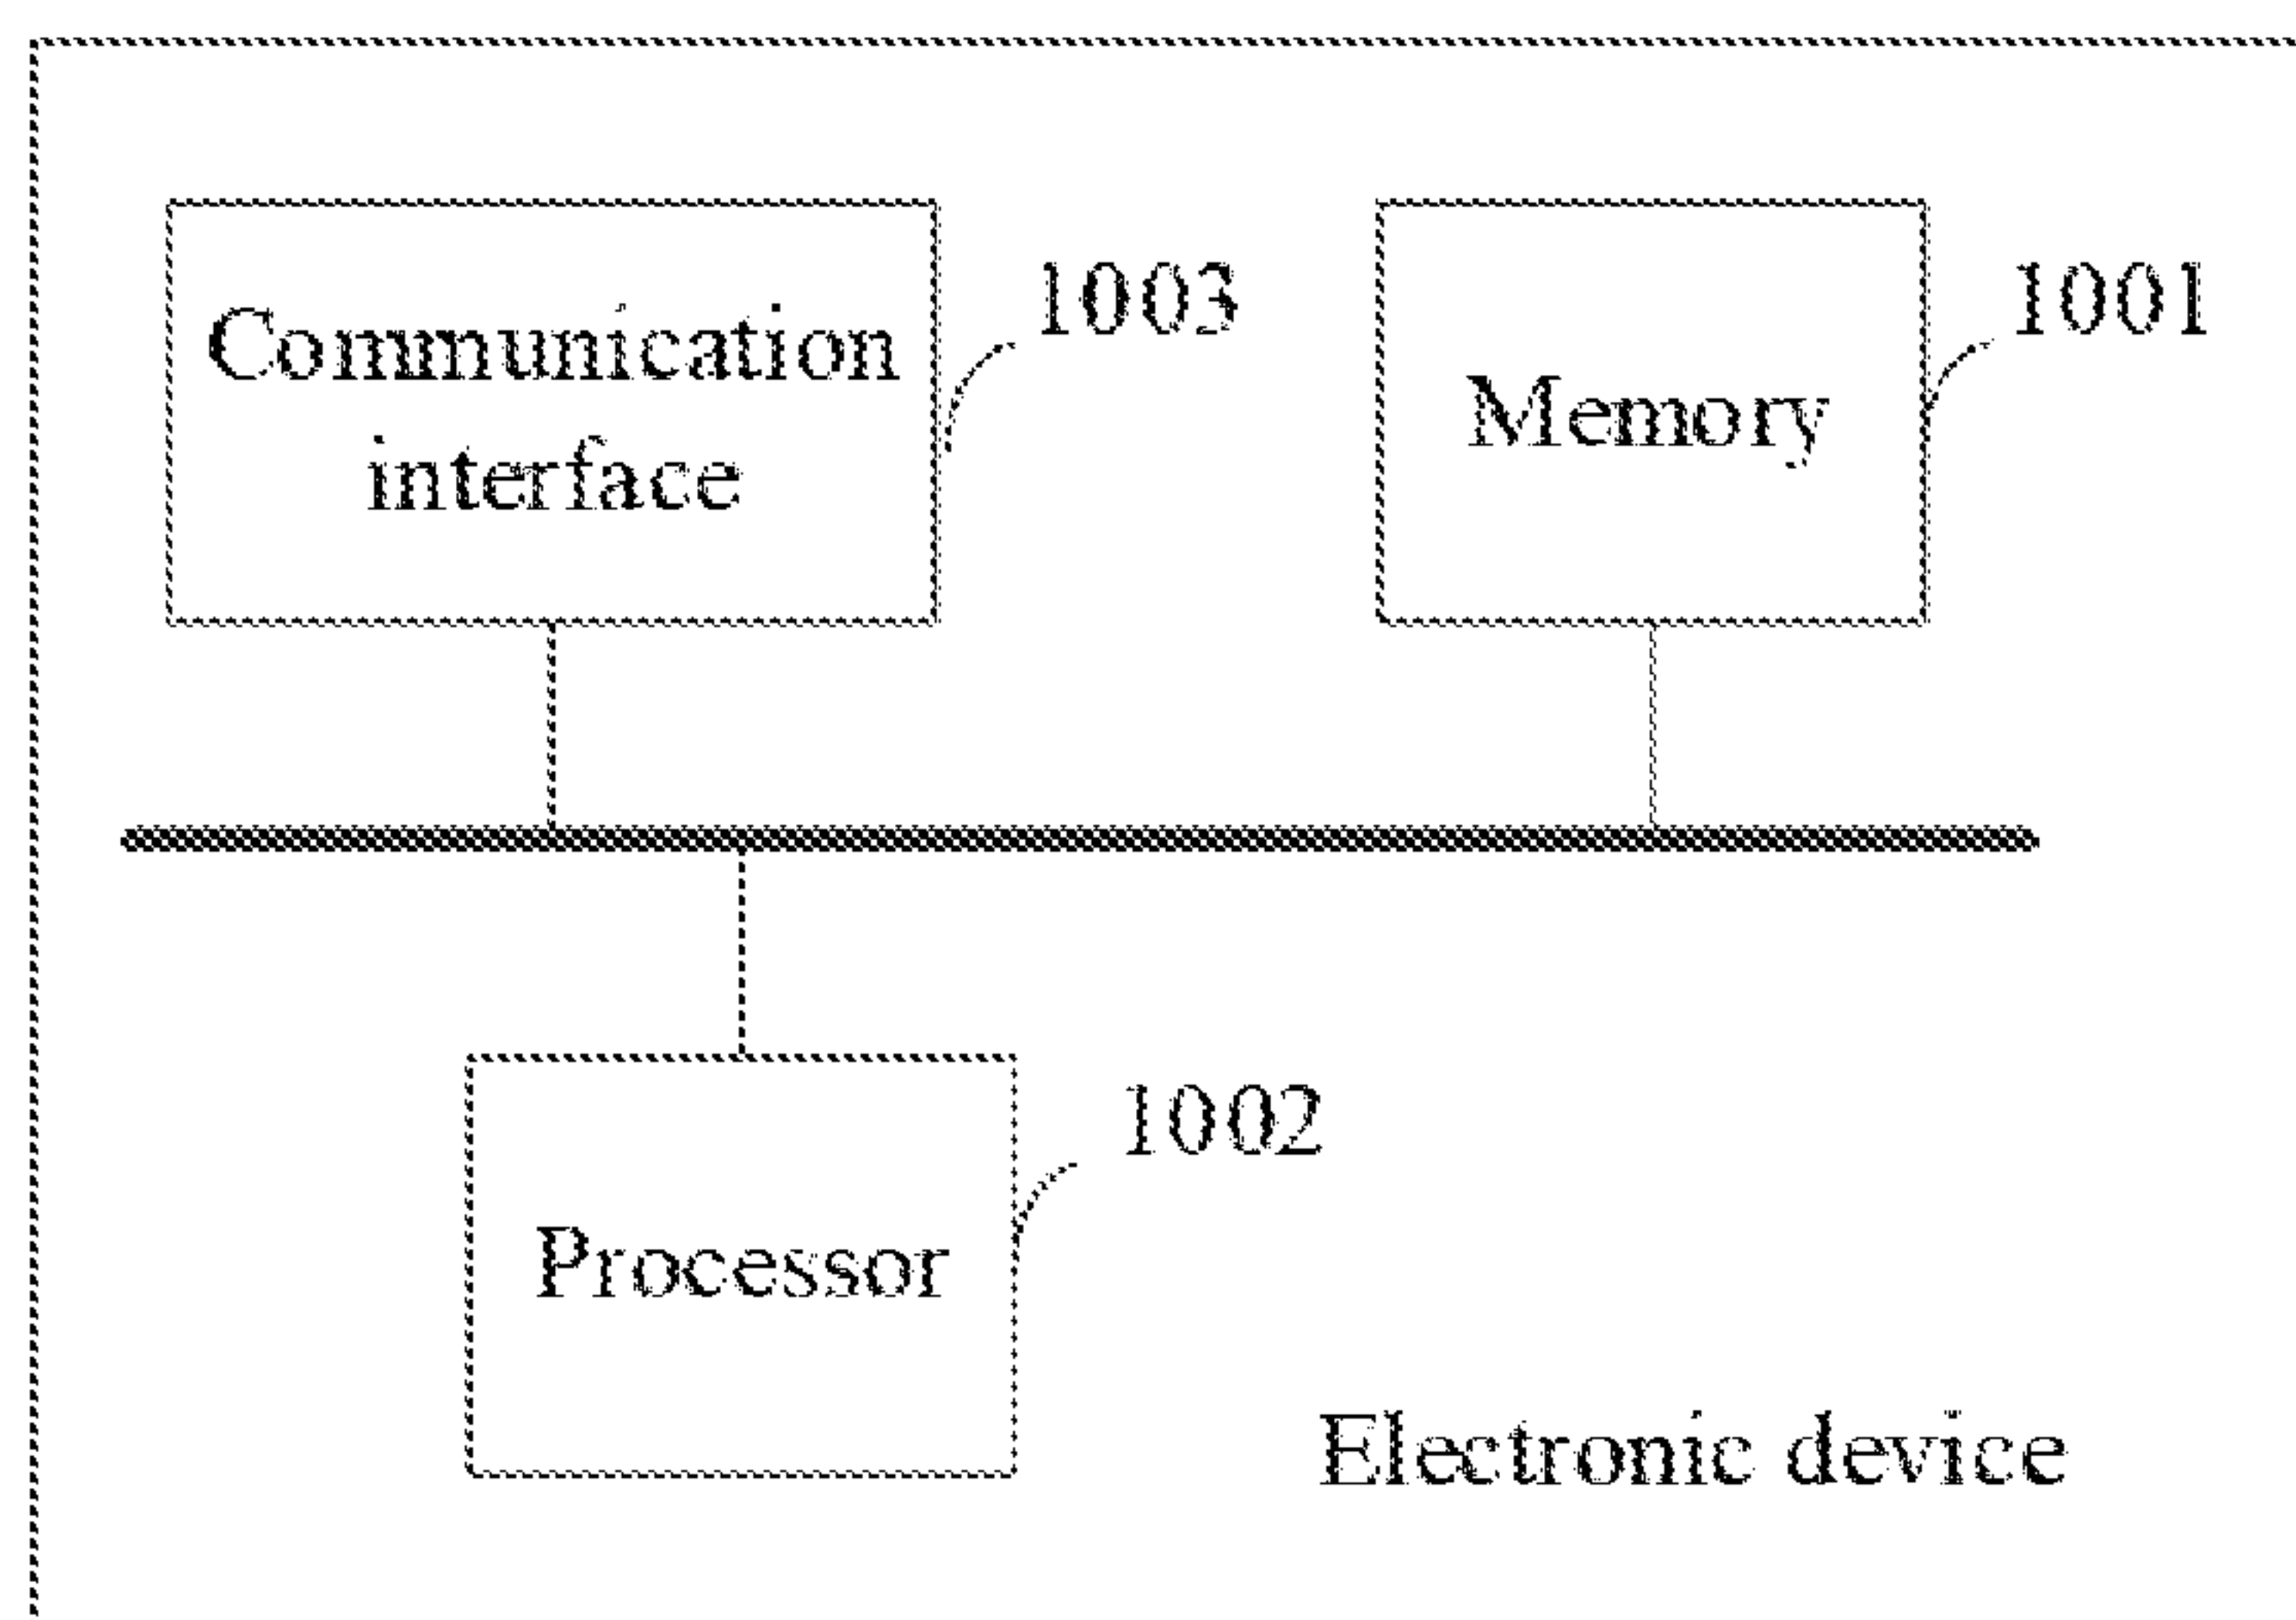 Communication
interface
1003
Memory
1001
Processor
1002
Electronic device